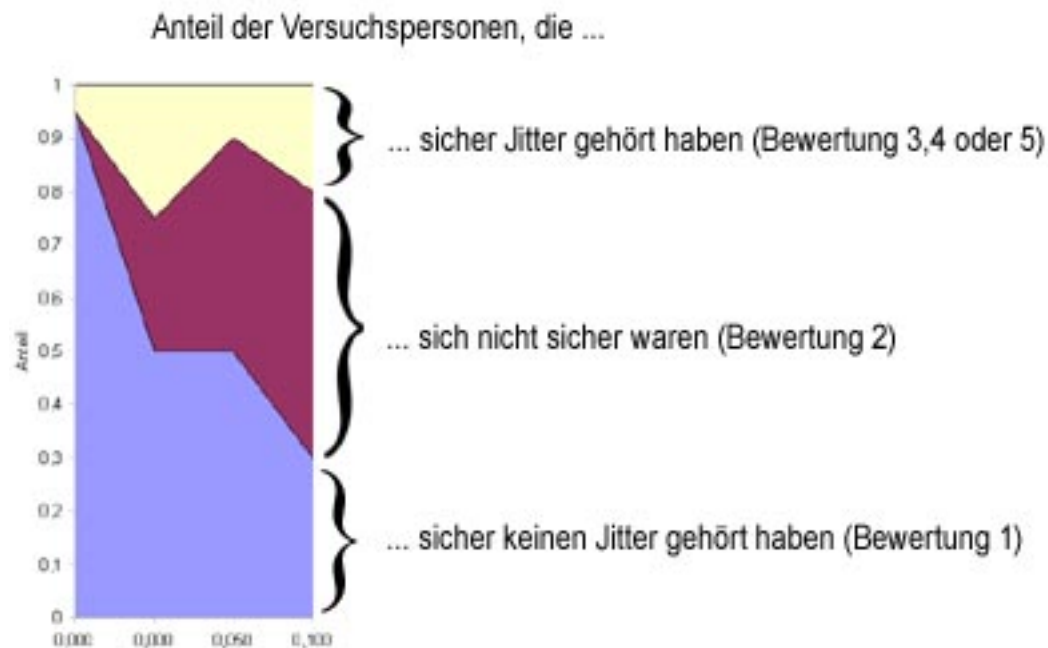 Anteil der Versuchspersonen, die ...
1
0.9
0.8
0.7
0.6
0.5
0.4
0.3
0.2
0.1
0
Anteil
0,000 0,000 0,050 0,100
... sicher Jitter gehört haben (Bewertung 3,4 oder 5)
... sich nicht sicher waren (Bewertung 2)
... sicher keinen Jitter gehört haben (Bewertung 1)